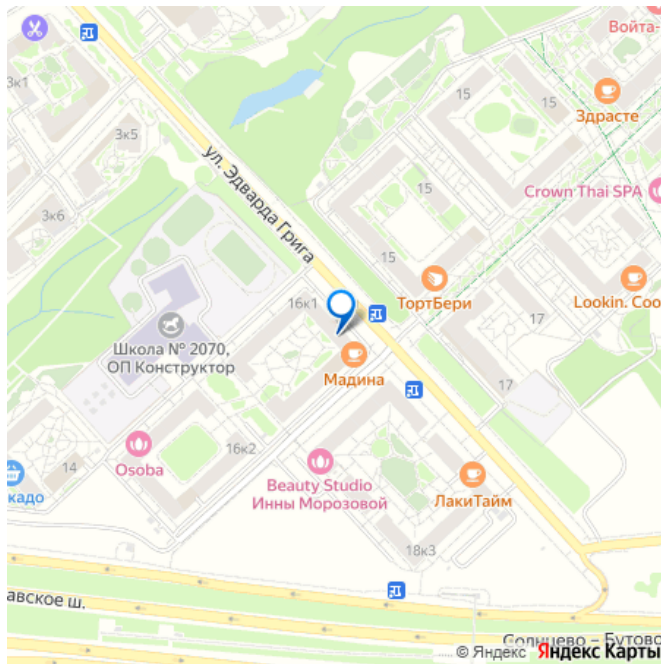 Войта-
3к1
15
15
Здрасте
3к5
ул. Эдварда Грига
15
Crown Thai SPA
3к6
15
ТортБери
Lookin. Coo
16к1
17
Школа № 2070,
ОП Конструктор
Мадина
17
16к2
Osoba
14
кадо
Beauty Studio
Инны Морозовой
ЛакиТайм
18к3
авское ш.
Солнцево – Бутово
© Яндекс Яндекс Карты